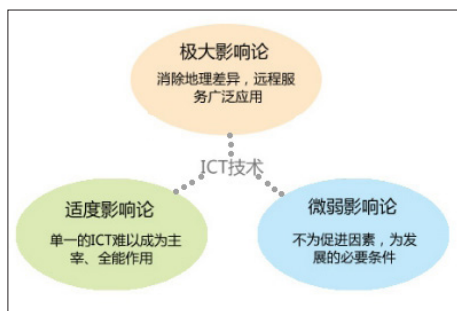 极大影响论
消除地理差异，远程服
务广泛应用
ICT技术
适度影响论
单一的ICT难以成为主
宰、全能作用
微弱影响论
不为促进因素，为发
展的必要条件